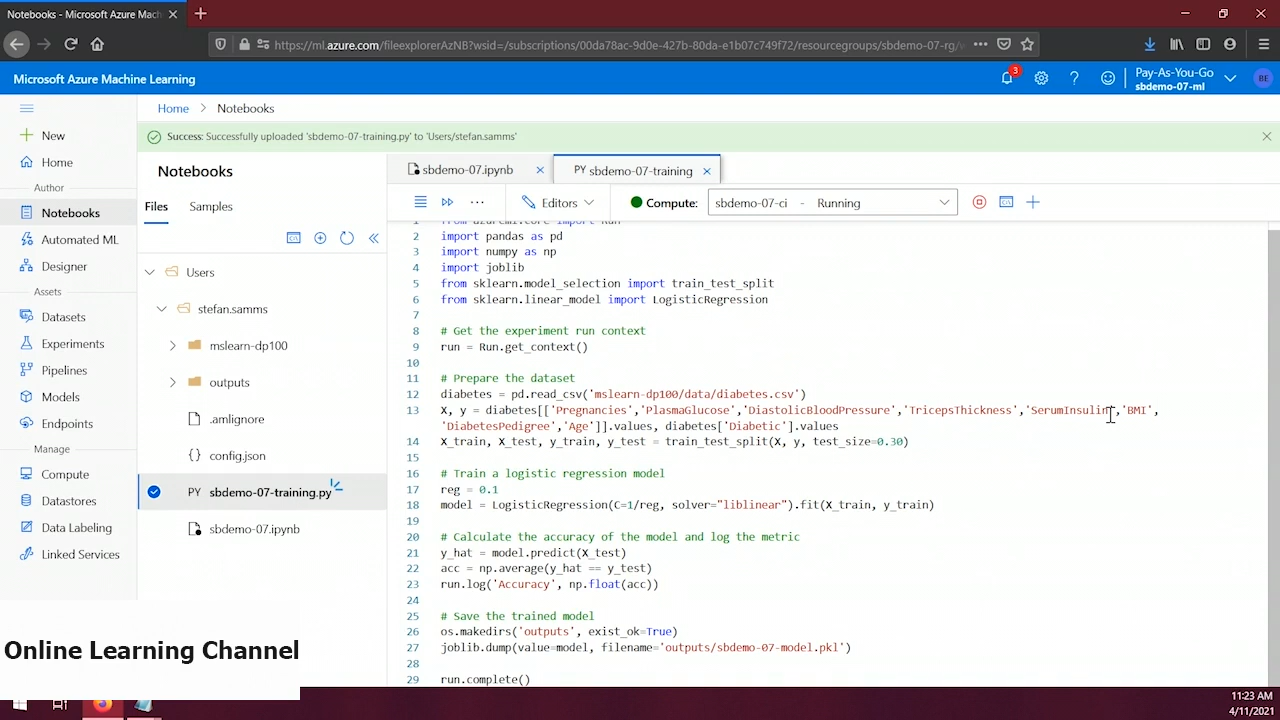 Notebooks - Microsoft Azure Mach
https://ml.azure.com/fileexplorerAzNB?wsid=/subscriptions/00da78ac-9d0e-427b-80da-e1b07c749f72/resourcegroups/sbdemo-07-rg/
Microsoft Azure Machine Learning
3
Pay-As-You-Go
sbdemo-07-ml
BE
Home > Notebooks
Success: Successfully uploaded 'sbdemo-07-training.py' to 'Users/stefan.samms'
New
Home
Author
Notebooks
Automated ML
Designer
Assets
Datasets
Experiments
Pipelines
Models
Endpoints
Manage
Compute
Datastores
Data Labeling
Linked Services
Notebooks
Files
Samples
Users
stefan.samms
mslearn-dp100
outputs
.amlignore
{} config.json
PY sbdemo-07-training.py
sbdemo-07.ipynb
sbdemo-07.ipynb
PY sbdemo-07-training
Editors
Compute:
sbdemo-07-ci - Running
1 from azureml.core import Run
2 import pandas as pd
3 import numpy as np
4 import joblib
5 from sklearn.model_selection import train_test_split
6 from sklearn.linear_model import LogisticRegression
7
8 # Get the experiment run context
9 run = Run.get_context()
10
11 # Prepare the dataset
12 diabetes = pd.read_csv('mslearn-dp100/data/diabetes.csv')
13 X, y = diabetes[['Pregnancies','PlasmaGlucose','DiastolicBloodPressure','TricepsThickness','SerumInsulin','BMI',
'DiabetesPedigree','Age']].values, diabetes['Diabetic'].values
14 X_train, X_test, y_train, y_test = train_test_split(X, y, test_size=0.30)
15
16 # Train a logistic regression model
17 reg = 0.1
18 model = LogisticRegression(C=1/reg, solver="liblinear").fit(X_train, y_train)
19
20 # Calculate the accuracy of the model and log the metric
21 y_hat = model.predict(X_test)
22 acc = np.average(y_hat == y_test)
23 run.log('Accuracy', np.float(acc))
24
25 # Save the trained model
26 os.makedirs('outputs', exist_ok=True)
27 joblib.dump(value=model, filename='outputs/sbdemo-07-model.pkl')
28
29 run.complete()
Online Learning Channel
11:23 AM
4/11/2021